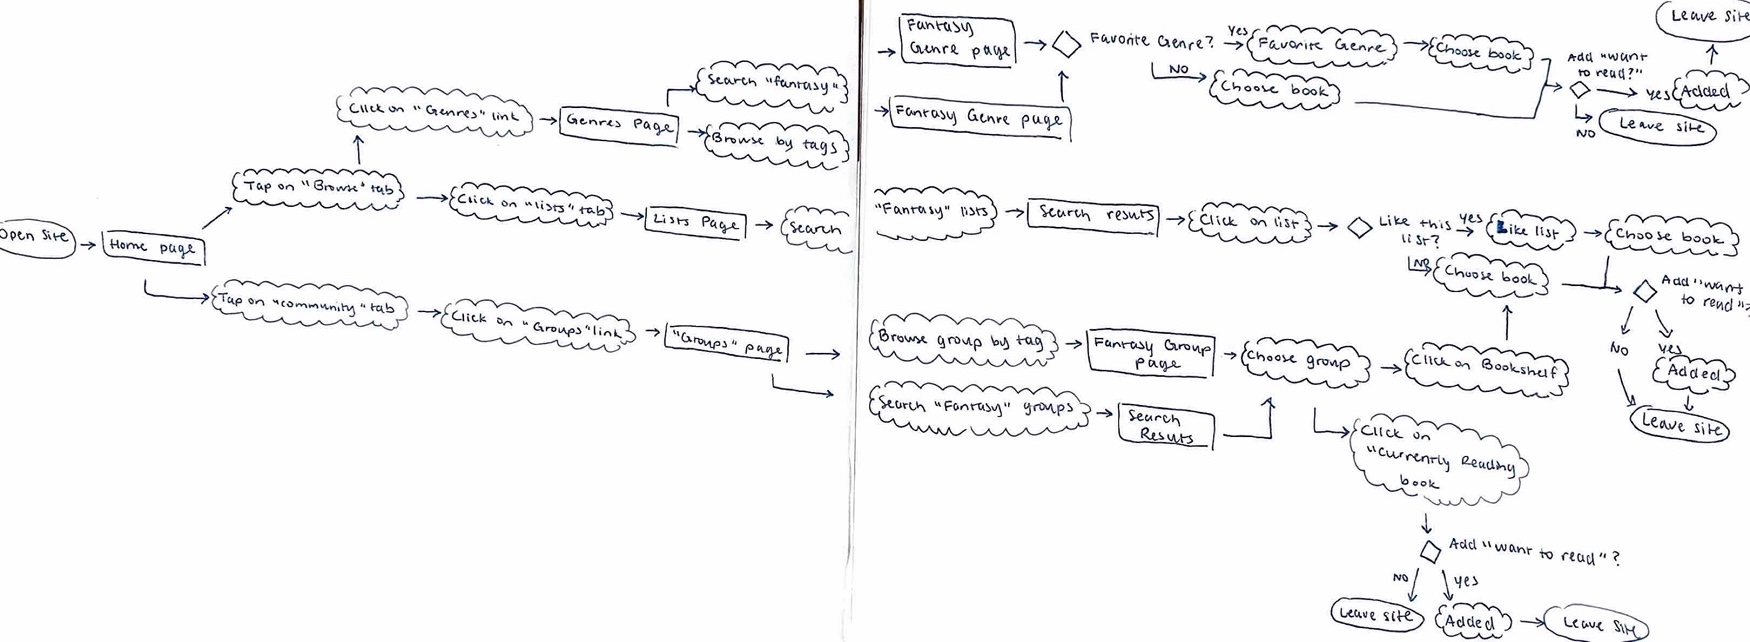 Open Site
Home page
Tap on "Browse" tab
Click on "Genres" link
Genres Page
Search "fantasy"
Browse by tags
Click on "lists" tab
Lists Page
Search
Tap on "community" tab
Click on "Groups" link
"Groups" page
Fantasy
Genre page
Fantasy Genre page
Favorite Genre?
Yes
Favorite Genre
Choose book
NO
Choose book
Add "want
to read?"
yes
Added
Leave site
NO
Leave site
"Fantasy" lists
Search resuts
Click on list
Like this
list?
yes
Like list
Choose book
NO
Choose book
Add "want
to read"?
NO
yes
Added
Leave site
Browse group by tag
Fantasy Group
page
Choose group
Click on Bookshelf
Search "Fantasy" groups
Search
Resuts
Click on
"Currently Reading
book
Add "want to read"?
NO
yes
Leave site
Added
Leave Site